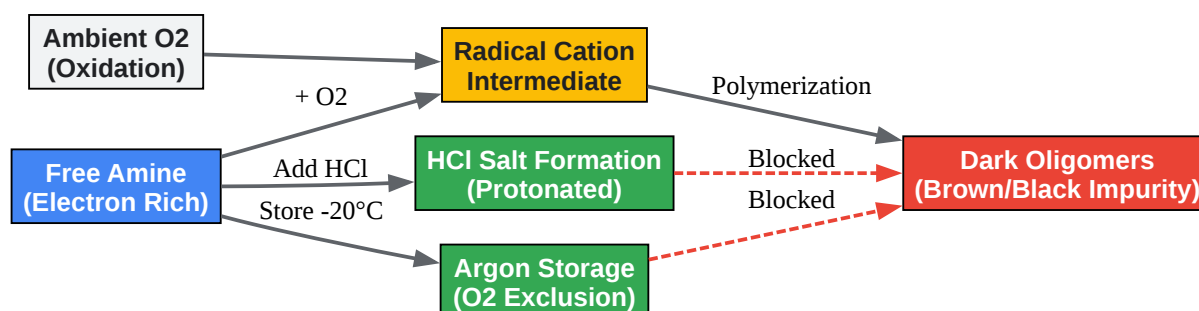 Ambient O2
(Oxidation)
Radical Cation
Intermediate
Polymerization
+ O2
Free Amine
(Electron Rich)
Add HCl
HCl Salt Formation
(Protonated)
Blocked
Dark Oligomers
(Brown/Black Impurity)
Store -20°C
Blocked
Argon Storage
(O2 Exclusion)